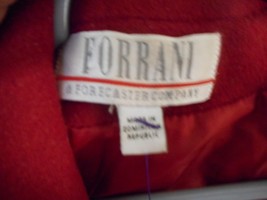 FORRANI
A FORECASTER COMPANY
MADE IN
DOMINICAN
REPUBLIC